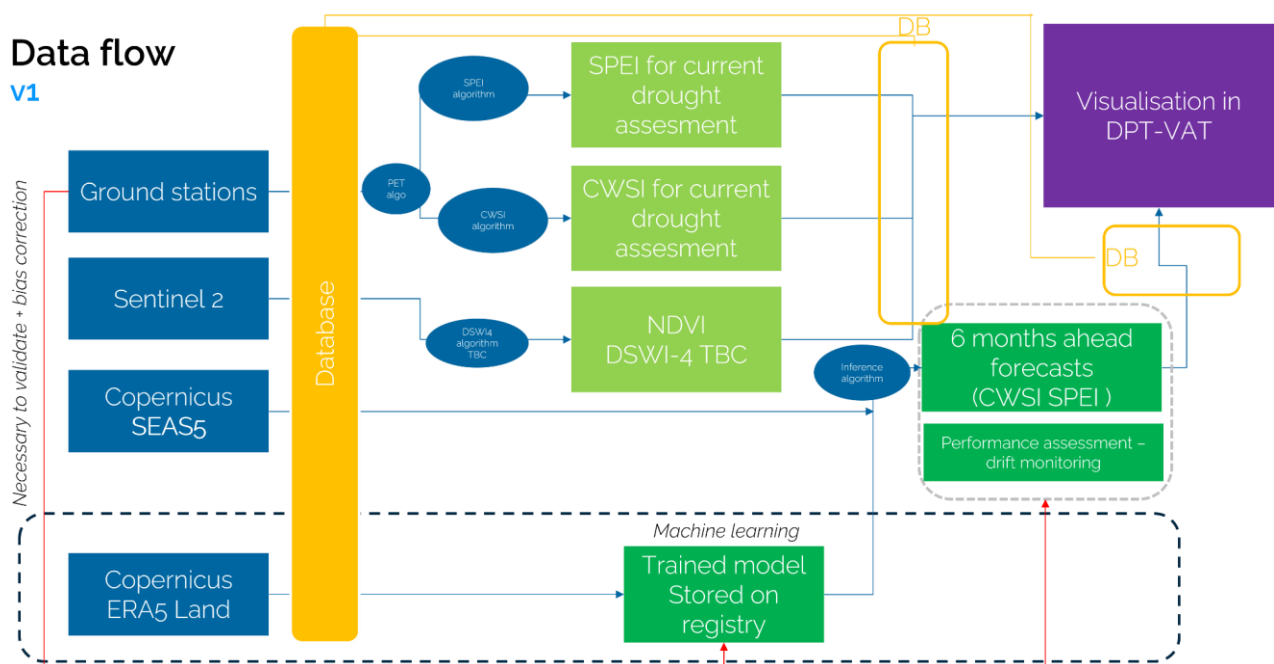 Data flow
v1
Necessary to validate + bias correction
Ground stations
Sentinel 2
Copernicus
SEAS5
Copernicus
ERA5 Land
Database
PET
algo
SPEI
algorithm
CWSI
algorithm
DSWI4
algorithm
TBC
SPEI for current
drought
assesment
CWSI for current
drought
assesment
NDVI
DSWI-4 TBC
Inference
algorithm
DB
Visualisation in
DPT-VAT
DB
6 months ahead
forecasts
(CWSI SPEI )
Performance assessment –
drift monitoring
Machine learning
Trained model
Stored on
registry